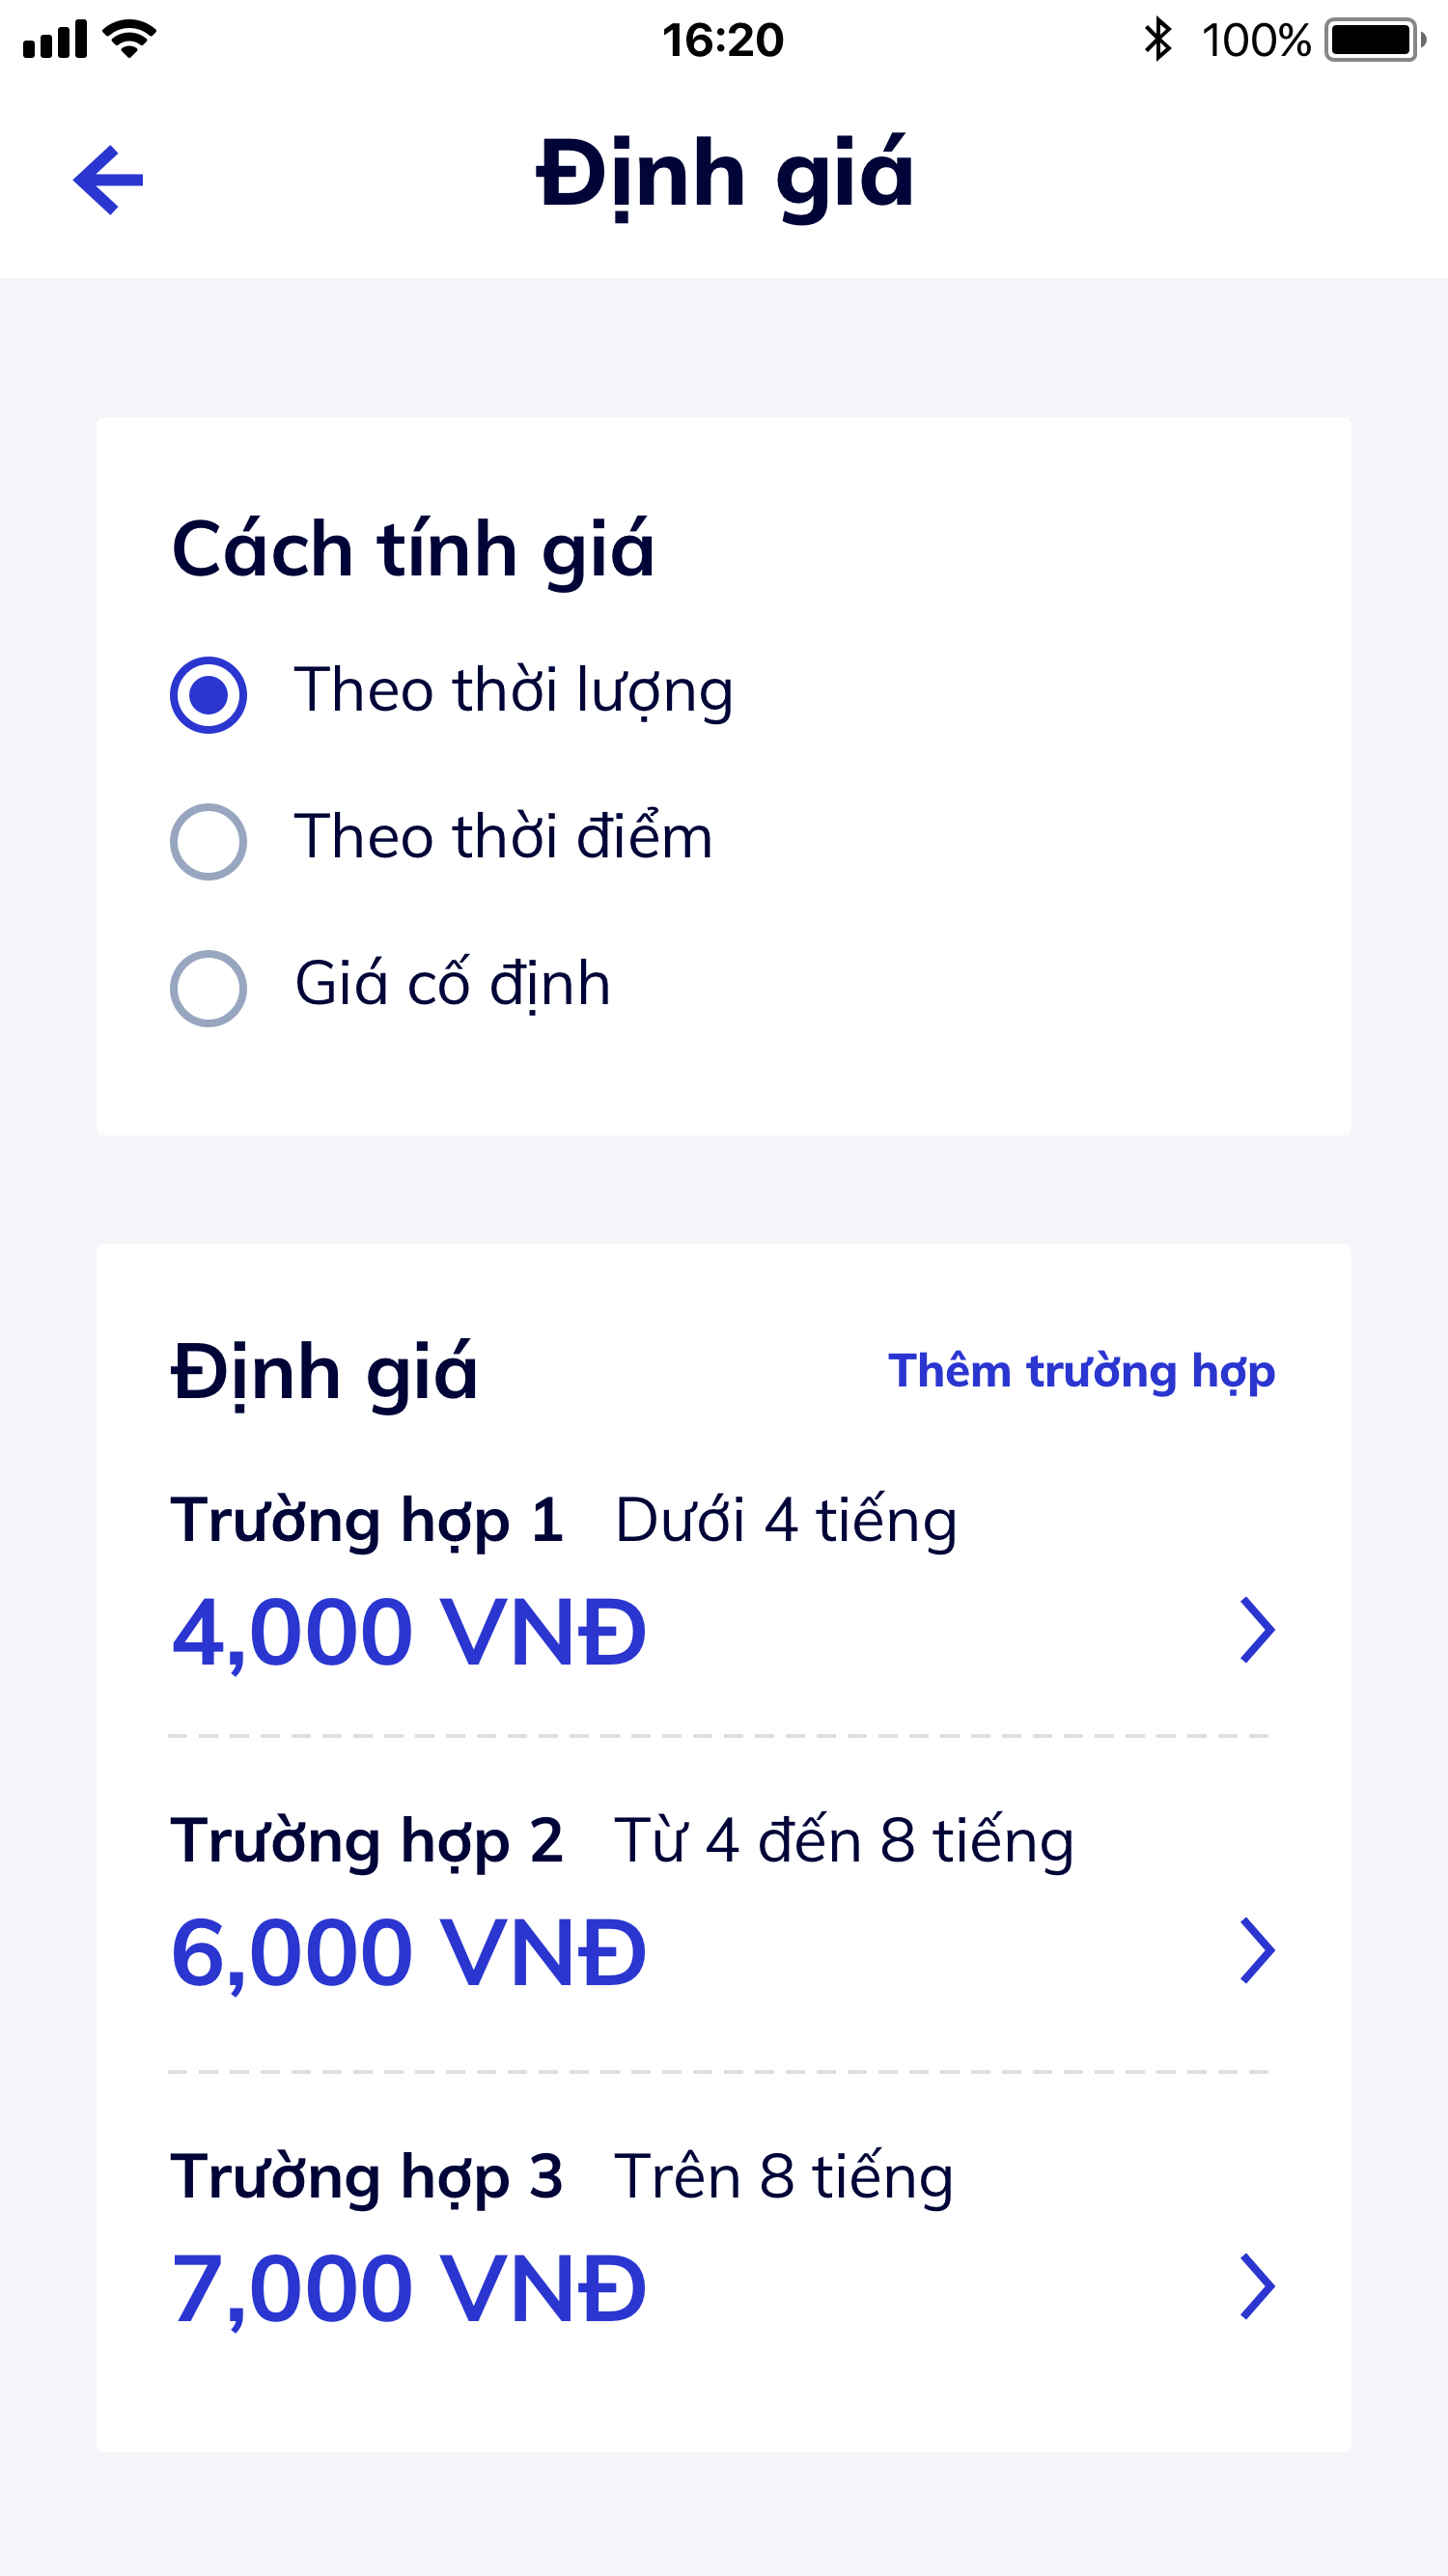 16:20
100%
Định giá
Cách tính giá
Theo thời lượng
Theo thời điểm
Giá cố định
Định giá
Thêm trường hợp
Trường hợp 1 Dưới 4 tiếng
4,000 VNĐ
Trường hợp 2 Từ 4 đến 8 tiếng
6,000 VNĐ
Trường hợp 3 Trên 8 tiếng
7,000 VNĐ